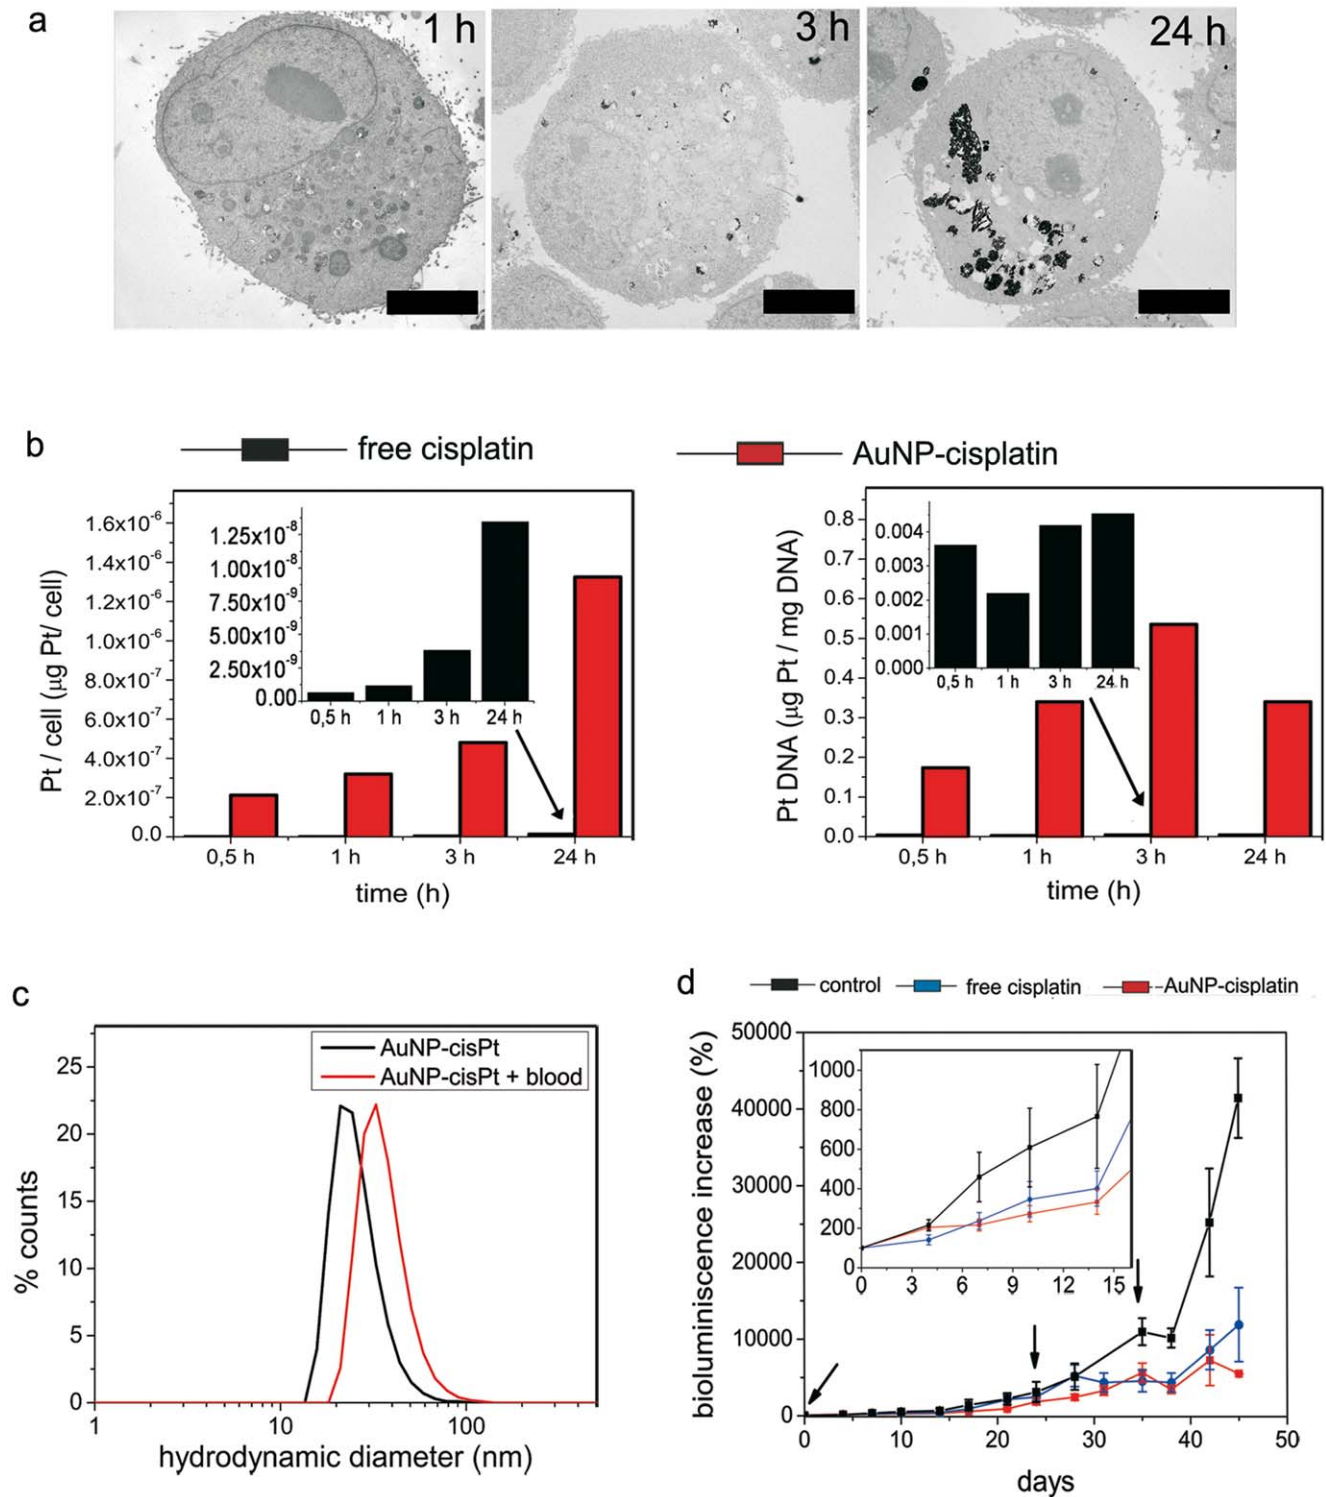 a
1 h
3 h
24 h
b
free cisplatin
AuNP-cisplatin
Pt / cell (μg Pt/ cell)
1.6x10⁻⁶
1.4x10⁻⁶
1.2x10⁻⁶
1.0x10⁻⁶
8.0x10⁻⁷
6.0x10⁻⁷
4.0x10⁻⁷
2.0x10⁻⁷
0.0
1.25x10⁻⁸
1.00x10⁻⁸
7.50x10⁻⁹
5.00x10⁻⁹
2.50x10⁻⁹
0.00
0,5 h 1 h 3 h 24 h
0,5 h 1 h 3 h 24 h
time (h)
Pt DNA (μg Pt / mg DNA)
0.8
0.7
0.6
0.5
0.4
0.3
0.2
0.1
0.0
0.004
0.003
0.002
0.001
0.000
0,5 h 1 h 3 h 24 h
0,5 h 1 h 3 h 24 h
time (h)
c
% counts
25
20
15
10
5
0
AuNP-cisPt
AuNP-cisPt + blood
1 10 100
hydrodynamic diameter (nm)
d
control free cisplatin AuNP-cisplatin
bioluminiscence increase (%)
50000
40000
30000
20000
10000
0
1000
800
600
400
200
0
0 3 6 9 12 15
0 10 20 30 40 50
days